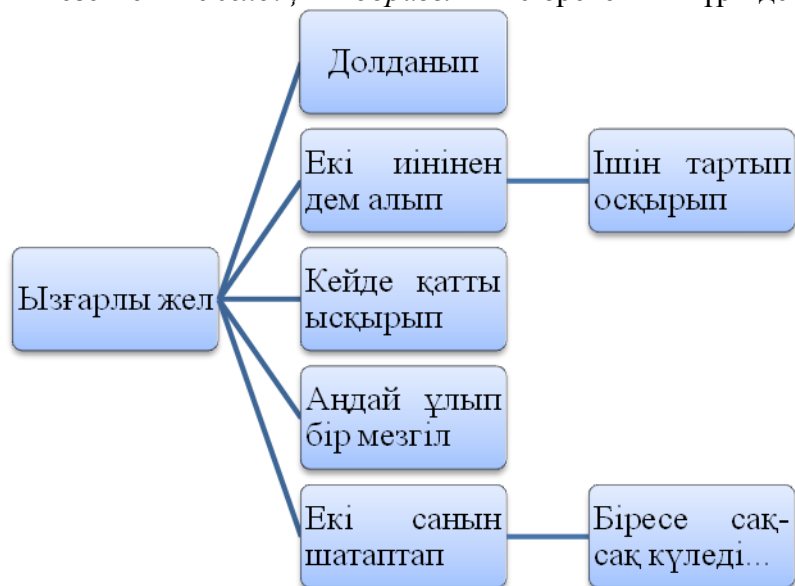 Долданып
Екі иінінен
дем алып
Ішін тартып
осқырып
Ызғарлы жел
Кейде қатты
ысқырып
Аңдай ұлып
бір мезгіл
Екі санын
шатаптап
Біресе сақ-
сақ күледі...